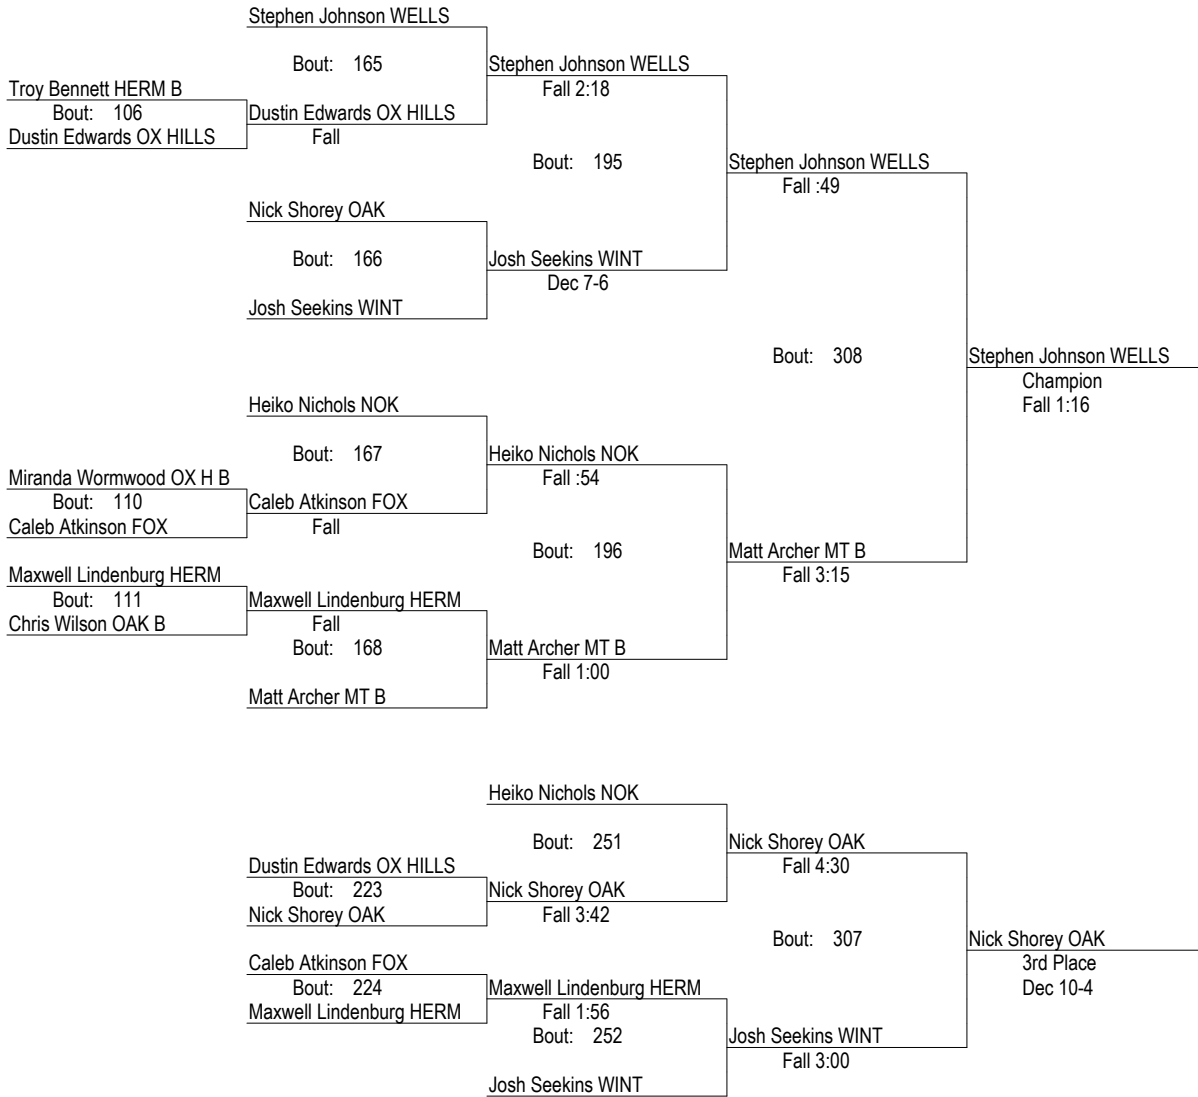 Stephen Johnson WELLS
Bout: 165
Stephen Johnson WELLS
Fall 2:18
Troy Bennett HERM B
Bout: 106
Dustin Edwards OX HILLS
Dustin Edwards OX HILLS
Fall
Bout: 195
Stephen Johnson WELLS
Fall :49
Nick Shorey OAK
Bout: 166
Josh Seekins WINT
Josh Seekins WINT
Dec 7-6
Bout: 308
Stephen Johnson WELLS
Champion
Fall 1:16
Heiko Nichols NOK
Bout: 167
Heiko Nichols NOK
Fall :54
Miranda Wormwood OX H B
Bout: 110
Caleb Atkinson FOX
Caleb Atkinson FOX
Fall
Bout: 196
Matt Archer MT B
Fall 3:15
Maxwell Lindenburg HERM
Bout: 111
Chris Wilson OAK B
Maxwell Lindenburg HERM
Fall
Bout: 168
Matt Archer MT B
Matt Archer MT B
Fall 1:00
Heiko Nichols NOK
Bout: 251
Nick Shorey OAK
Fall 4:30
Dustin Edwards OX HILLS
Bout: 223
Nick Shorey OAK
Nick Shorey OAK
Fall 3:42
Bout: 307
Nick Shorey OAK
3rd Place
Dec 10-4
Caleb Atkinson FOX
Bout: 224
Maxwell Lindenburg HERM
Maxwell Lindenburg HERM
Fall 1:56
Bout: 252
Josh Seekins WINT
Josh Seekins WINT
Fall 3:00